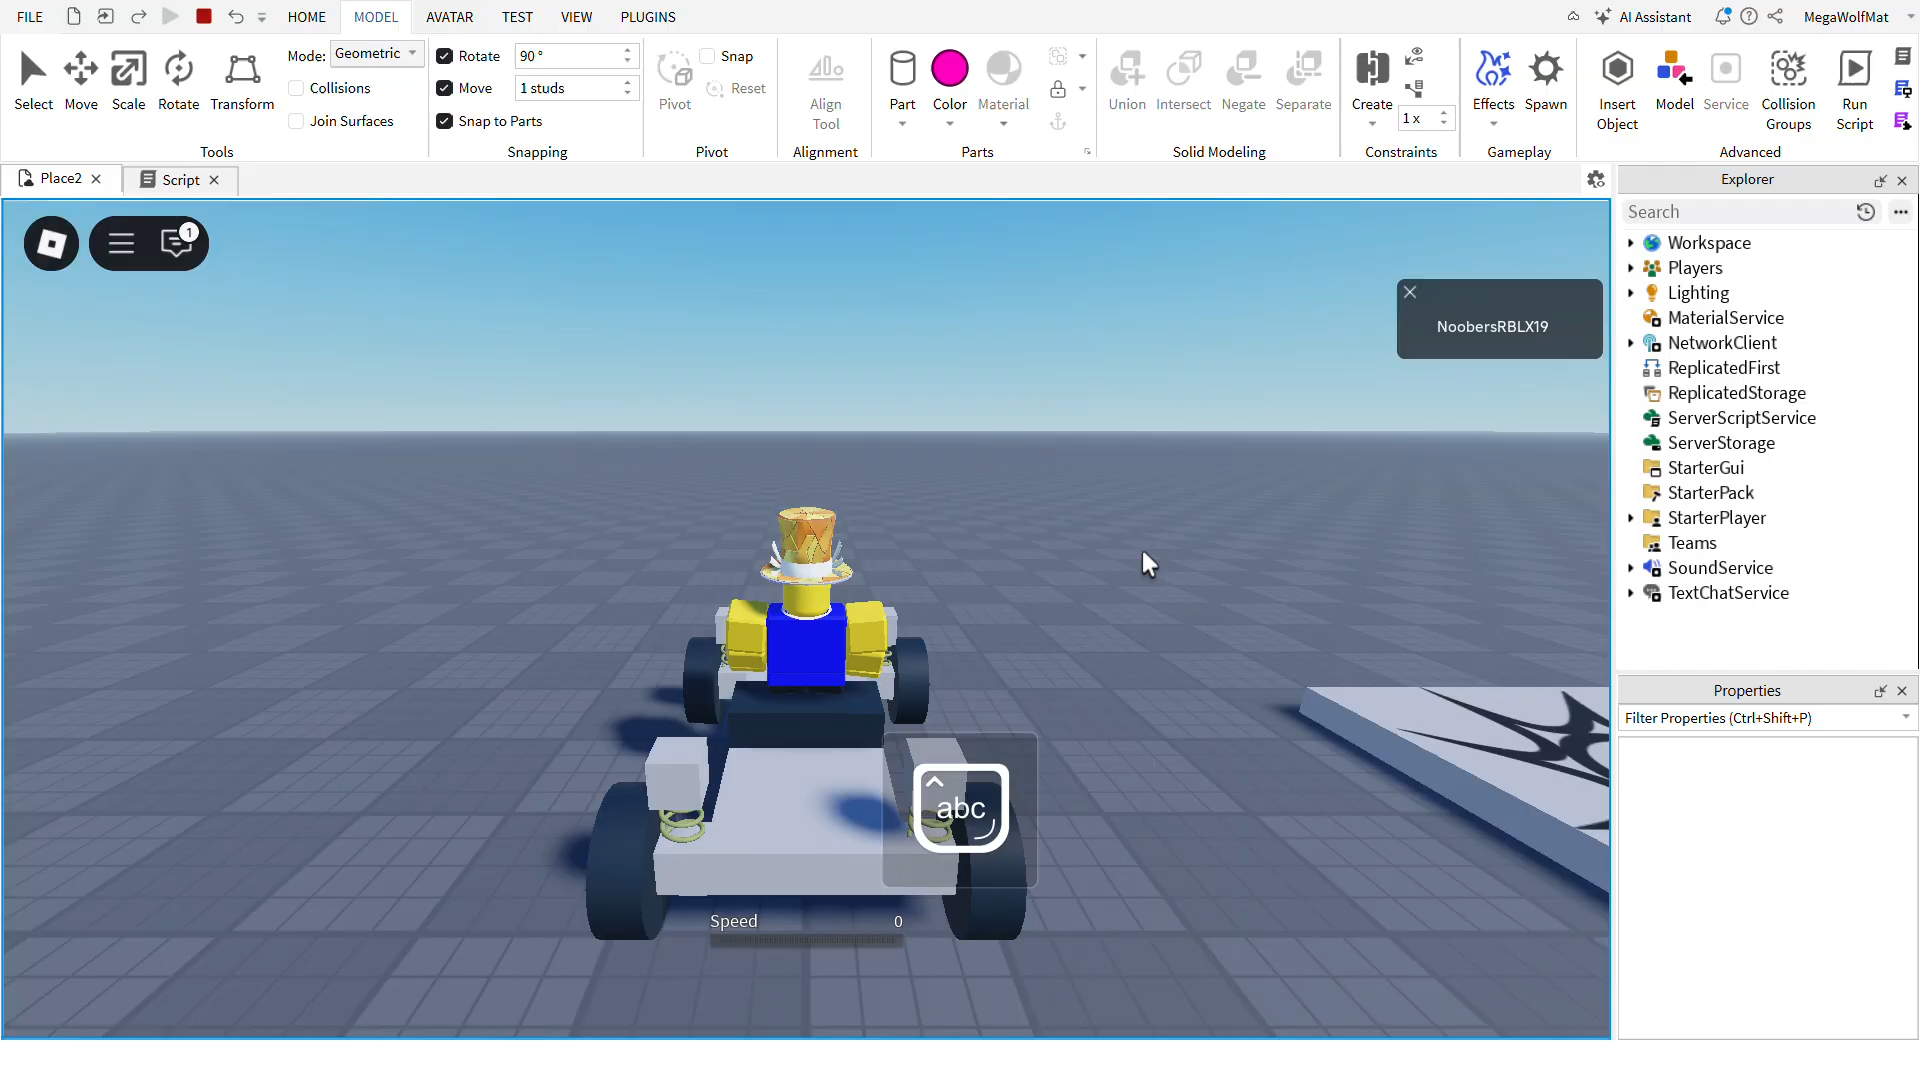 FILE HOME MODEL AVATAR TEST VIEW PLUGINS AI Assistant MegaWolfMat
Select Move Scale Rotate Transform
Mode: Geometric
Collisions
Join Surfaces
Tools
Rotate 90 °
Move 1 studs
Snap to Parts
Snapping
Pivot
Snap
Reset
Pivot
Align
Tool
Alignment
Part Color Material
Parts
Union Intersect Negate Separate
Solid Modeling
Create
1 x
Constraints
Effects Spawn
Gameplay
Insert
Object
Model Service
Collision
Groups
Run
Script
Advanced
Place2
Script
1
NoobersRBLX19
abc
Speed 0
Explorer
Search
Workspace
Players
Lighting
MaterialService
NetworkClient
ReplicatedFirst
ReplicatedStorage
ServerScriptService
ServerStorage
StarterGui
StarterPack
StarterPlayer
Teams
SoundService
TextChatService
Properties
Filter Properties (Ctrl+Shift+P)